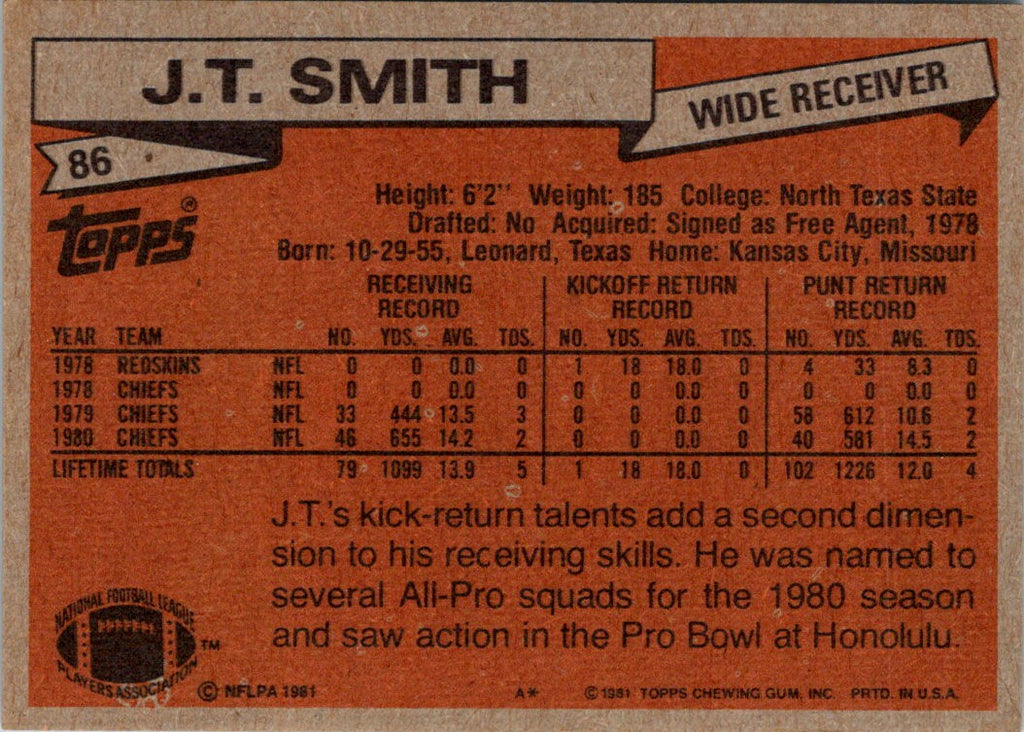 J.T. SMITH
WIDE RECEIVER
86
Topps®
Height: 6'2" Weight: 185 College: North Texas State
Drafted: No Acquired: Signed as Free Agent, 1978
Born: 10-29-55, Leonard, Texas Home: Kansas City, Missouri
RECEIVING KICKOFF RETURN PUNT RETURN
RECORD RECORD RECORD
YEAR TEAM NO. YDS. AVG. TDS. NO. YDS. AVG. TDS. NO. YDS. AVG. TDS.
1978 REDSKINS NFL 0 0 0.0 0 1 18 18.0 0 4 33 8.3 0
1978 CHIEFS NFL 0 0 0.0 0 0 0 0.0 0 0 0 0.0 0
1979 CHIEFS NFL 33 444 13.5 3 0 0 0.0 0 58 612 10.6 2
1980 CHIEFS NFL 46 655 14.2 2 0 0 0.0 0 40 581 14.5 2
LIFETIME TOTALS 79 1099 13.9 5 1 18 18.0 0 102 1226 12.0 4
J.T.'s kick-return talents add a second dimen-
sion to his receiving skills. He was named to
several All-Pro squads for the 1980 season
and saw action in the Pro Bowl at Honolulu.
NATIONAL FOOTBALL LEAGUE
PLAYERS ASSOCIATION
™
© NFLPA 1981 A* © 1981 TOPPS CHEWING GUM, INC. PRTD. IN U.S.A.